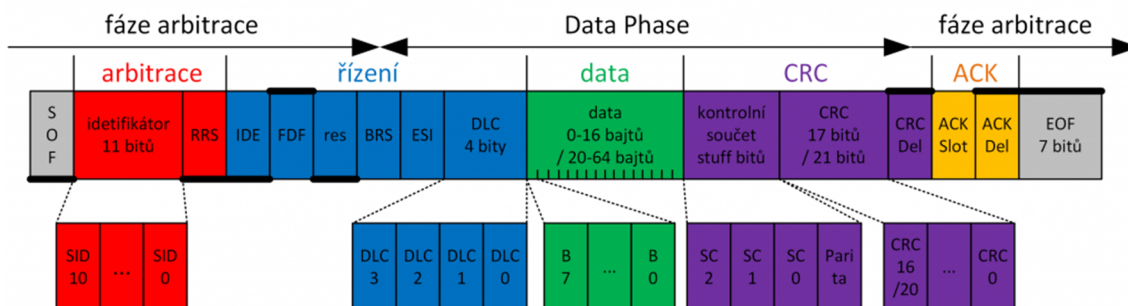 fáze arbitrace
Data Phase
fáze arbitrace
arbitrace
řízení
data
CRC
ACK
S
O
F
idetifikátor
11 bitů
RRS
IDE
FDF
res
BRS
ESI
DLC
4 bity
data
0-16 bajtů
/ 20-64 bajtů
kontrolní
součet
stuff bitů
CRC
17 bitů
/ 21 bitů
CRC
Del
ACK
Slot
ACK
Del
EOF
7 bitů
SID
10
...
SID
0
DLC
3
DLC
2
DLC
1
DLC
0
B
7
...
B
0
SC
2
SC
1
SC
0
Pari
ta
CRC
16
/20
...
CRC
0